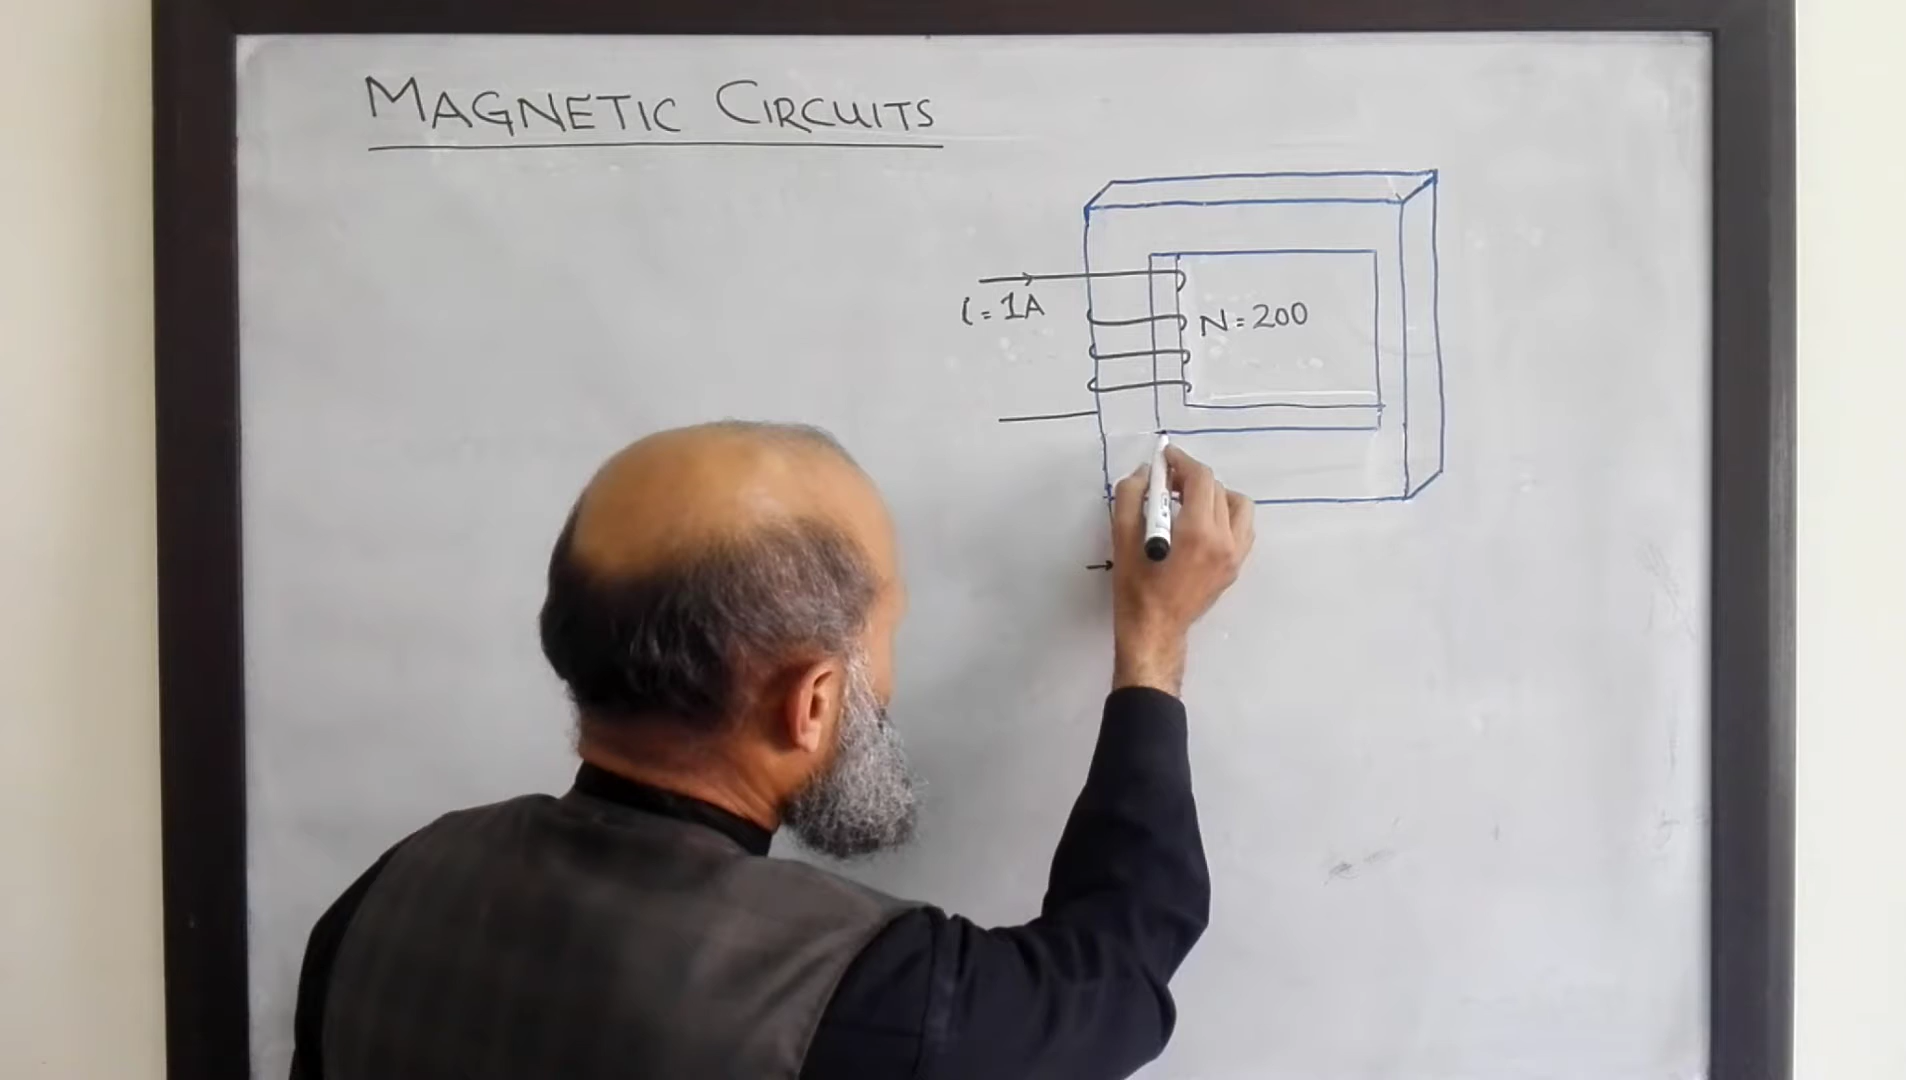 MAGNETIC CIRCUITS
i = 1A
N = 200